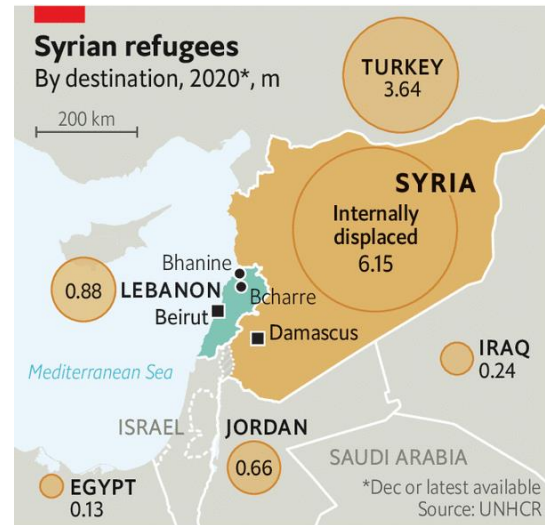 Syrian refugees
By destination, 2020*, m
200 km
TURKEY
3.64
SYRIA
Internally
displaced
6.15
Bhanine
0.88
LEBANON
Bcharre
Beirut
Damascus
Mediterranean Sea
IRAQ
0.24
ISRAEL
JORDAN
0.66
SAUDI ARABIA
EGYPT
0.13
*Dec or latest available
Source: UNHCR